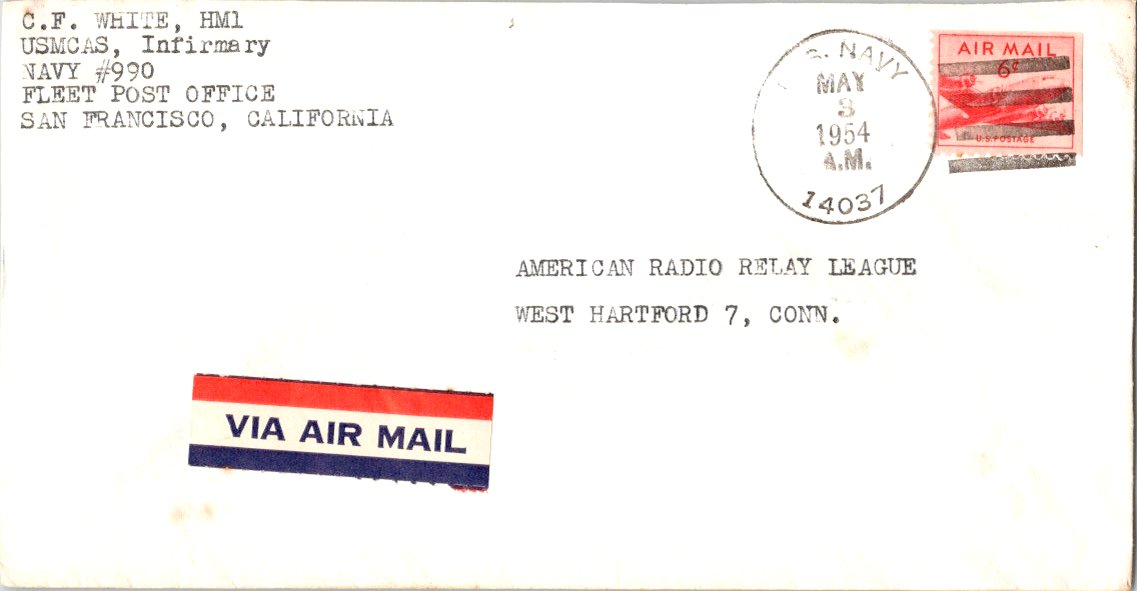 C.F. WHITE, HM1
USMCAS, Infirmary
NAVY #990
FLEET POST OFFICE
SAN FRANCISCO, CALIFORNIA
U.S. NAVY
MAY
3
1954
A.M.
14037
AIR MAIL
6¢
U.S. POSTAGE
AMERICAN RADIO RELAY LEAGUE
WEST HARTFORD 7, CONN.
VIA AIR MAIL